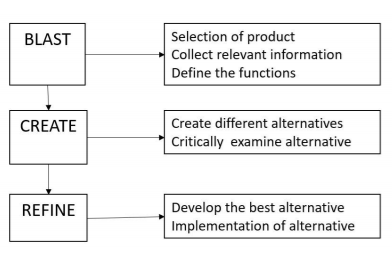 BLAST
Selection of product
Collect relevant information
Define the functions
CREATE
Create different alternatives
Critically examine alternative
REFINE
Develop the best alternative
Implementation of alternative